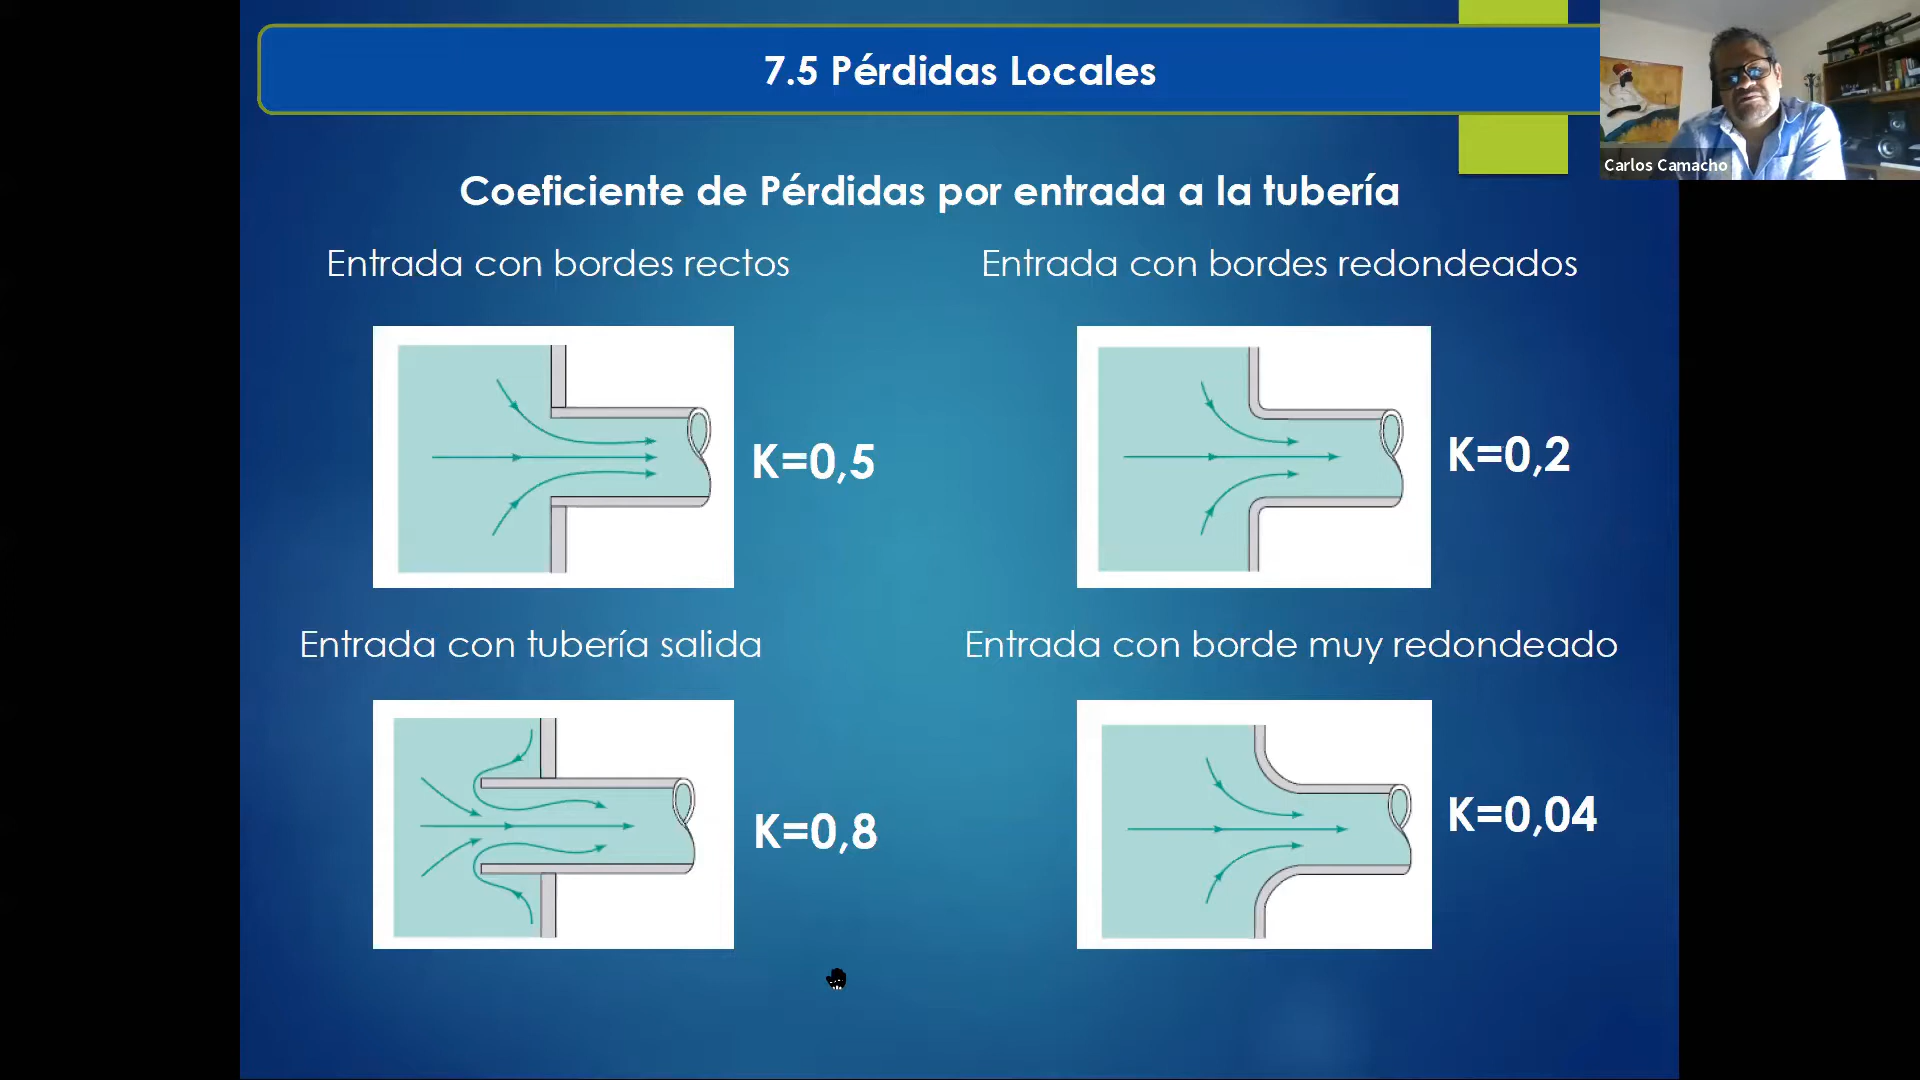 7.5 Pérdidas Locales
Carlos Camacho
Coeficiente de Pérdidas por entrada a la tubería
Entrada con bordes rectos
Entrada con bordes redondeados
K=0,5
K=0,2
Entrada con tubería salida
Entrada con borde muy redondeado
K=0,8
K=0,04